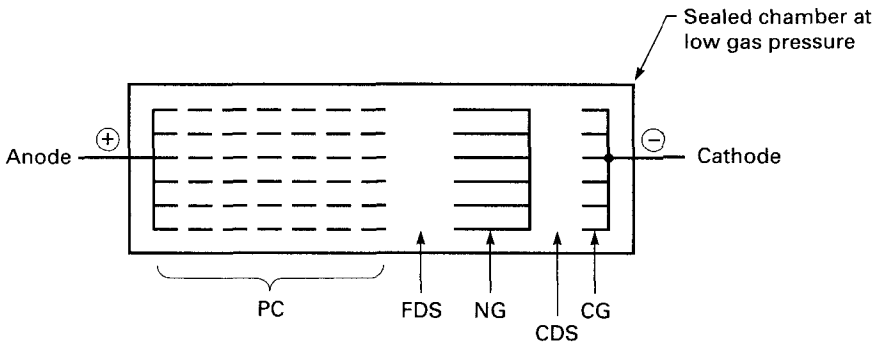 Sealed chamber at
low gas pressure
Anode
+
−
Cathode
PC
FDS
NG
CDS
CG